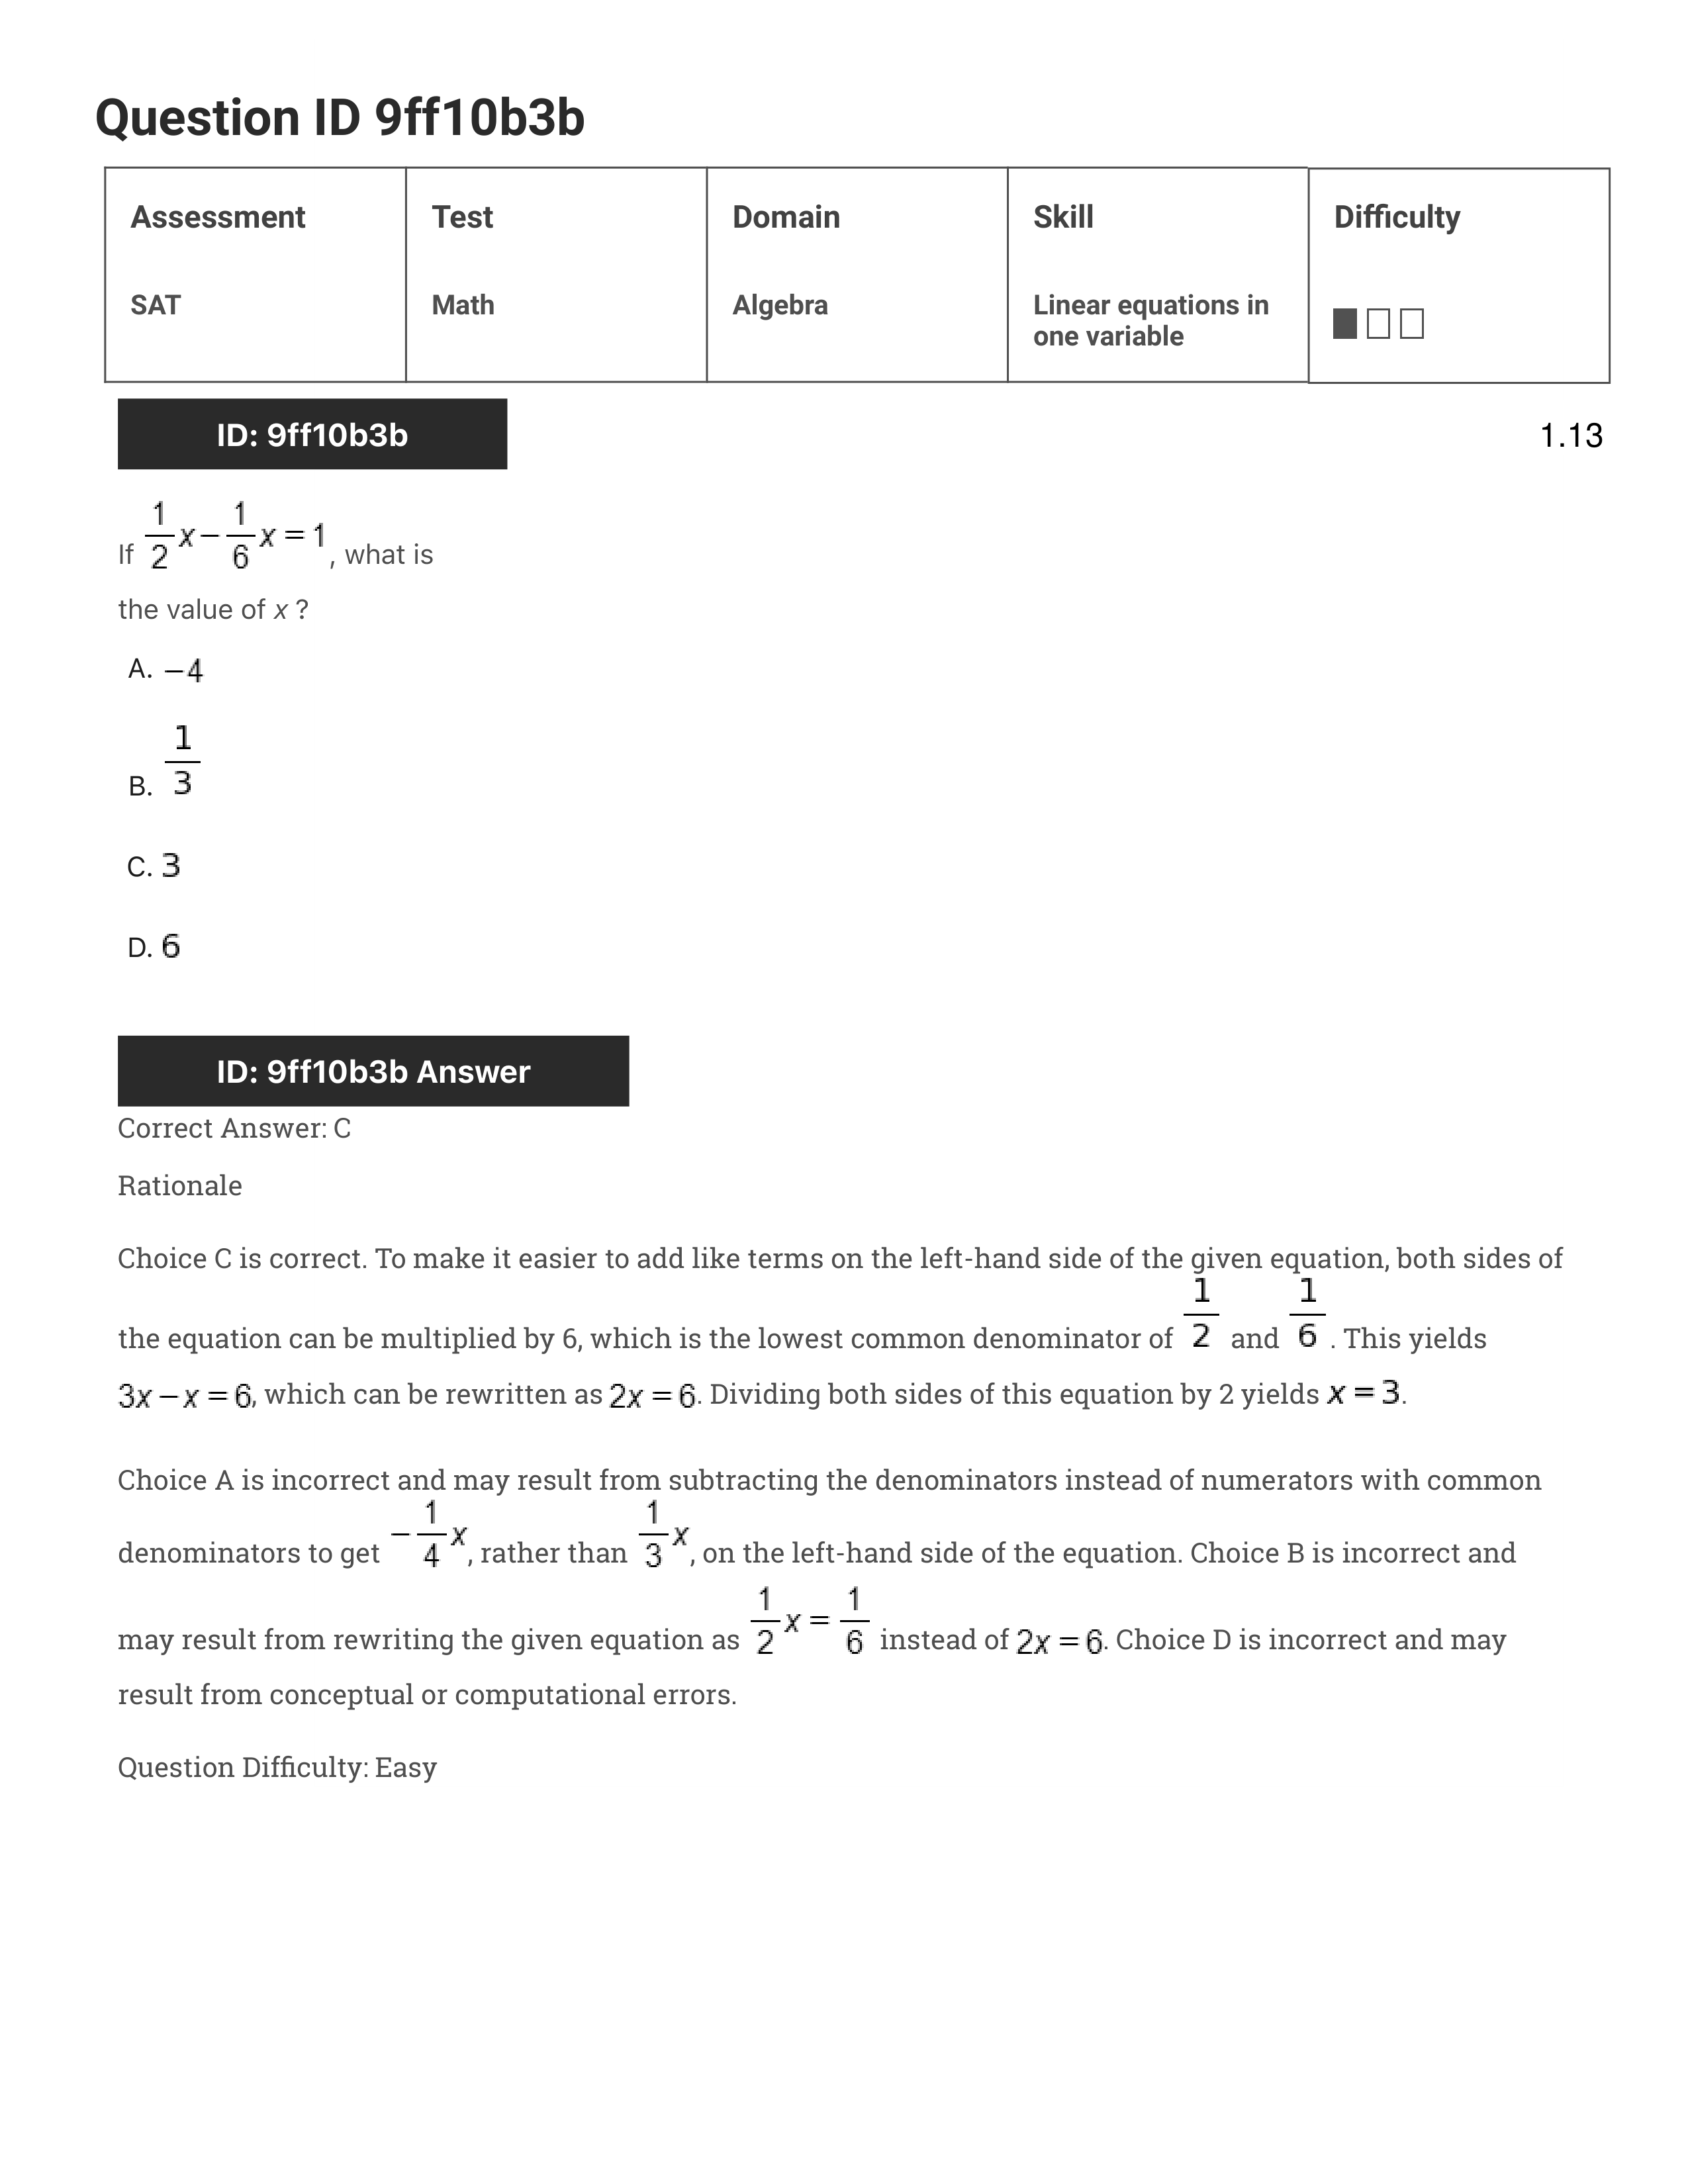 Question ID 9ff10b3b
Assessment Test Domain Skill Difficulty
SAT Math Algebra Linear equations in
one variable
ID: 9ff10b3b 1.13
If 1/2 x − 1/6 x = 1, what is
the value of x ?
A. −4
B. 1/3
C. 3
D. 6
ID: 9ff10b3b Answer
Correct Answer: C
Rationale
Choice C is correct. To make it easier to add like terms on the left-hand side of the given equation, both sides of
the equation can be multiplied by 6, which is the lowest common denominator of 1/2 and 1/6. This yields
3x − x = 6, which can be rewritten as 2x = 6. Dividing both sides of this equation by 2 yields x = 3.
Choice A is incorrect and may result from subtracting the denominators instead of numerators with common
denominators to get −1/4 x, rather than 1/3 x, on the left-hand side of the equation. Choice B is incorrect and
may result from rewriting the given equation as 1/2 x = 1/6 instead of 2x = 6. Choice D is incorrect and may
result from conceptual or computational errors.
Question Difficulty: Easy